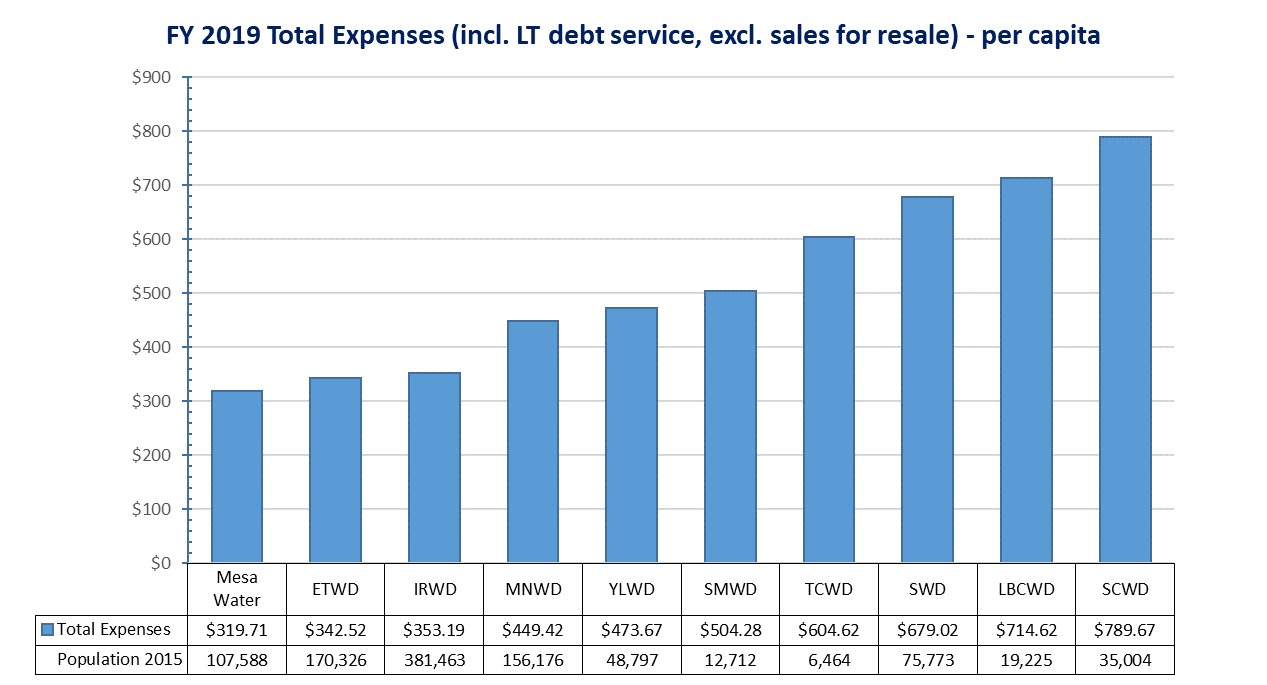 FY 2019 Total Expenses (incl. LT debt service, excl. sales for resale) - per capita
$900
$800
$700
$600
$500
$400
$300
$200
$100
$0
Mesa Water ETWD IRWD MNWD YLWD SMWD TCWD SWD LBCWD SCWD
Total Expenses $319.71 $342.52 $353.19 $449.42 $473.67 $504.28 $604.62 $679.02 $714.62 $789.67
Population 2015 107,588 170,326 381,463 156,176 48,797 12,712 6,464 75,773 19,225 35,004